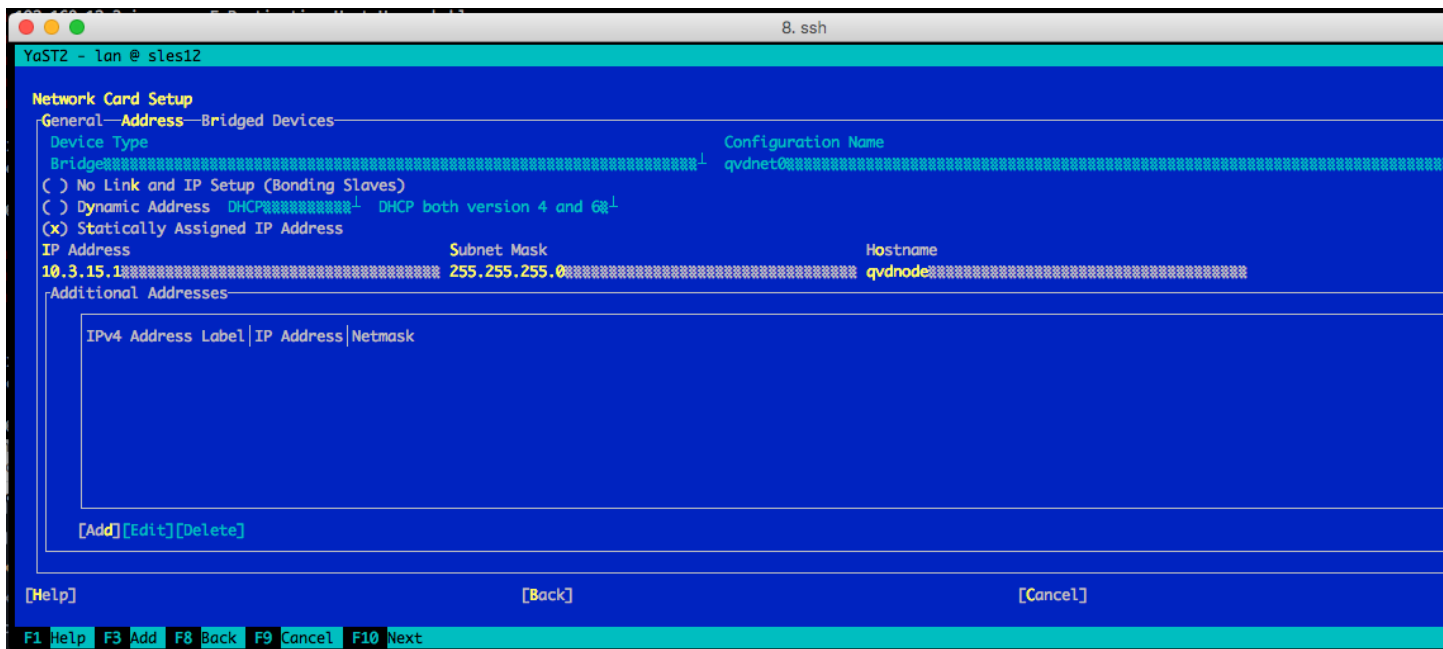 8. ssh
YaST2 - lan @ sles12
Network Card Setup
General Address Bridged Devices
Device Type Configuration Name
Bridge qvdnet0
( ) No Link and IP Setup (Bonding Slaves)
( ) Dynamic Address DHCP DHCP both version 4 and 6
(x) Statically Assigned IP Address
IP Address Subnet Mask Hostname
10.3.15.1 255.255.255.0 qvdnode
Additional Addresses
IPv4 Address Label|IP Address|Netmask
[Add][Edit][Delete]
[Help] [Back] [Cancel]
F1 Help F3 Add F8 Back F9 Cancel F10 Next